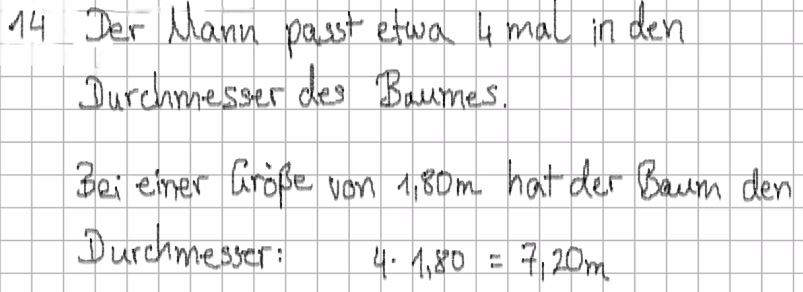 14 Der Mann passt etwa 4 mal in den
Durchmesser des Baumes.
Bei einer Größe von 1,80m hat der Baum den
Durchmesser: 4 · 1,80 = 7,20m